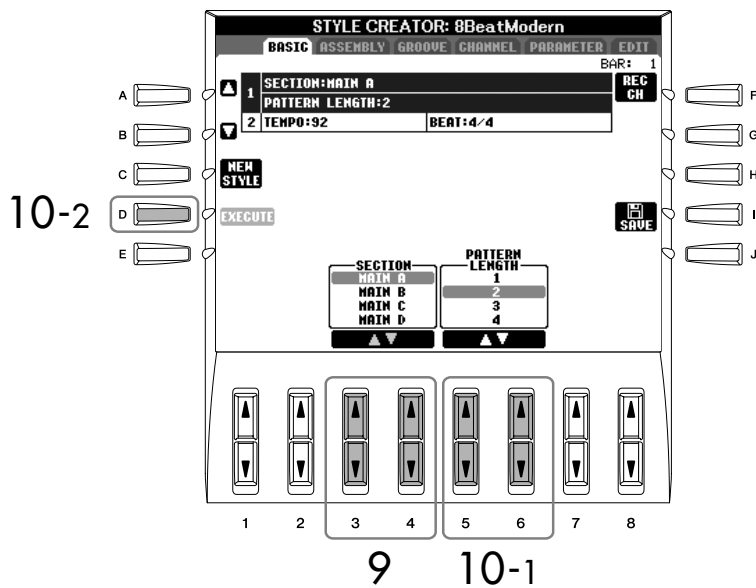 STYLE CREATOR: 8BeatModern
BASIC ASSEMBLY GROOVE CHANNEL PARAMETER EDIT
BAR: 1
1 SECTION:MAIN A
PATTERN LENGTH:2
REC CH
2 TEMPO:92 BEAT:4/4
NEW STYLE
EXECUTE
SAVE
A
B
C
D
E
F
G
H
I
J
10-2
SECTION
MAIN A
MAIN B
MAIN C
MAIN D
PATTERN LENGTH
1
2
3
4
1 2 3 4 5 6 7 8
9 10-1